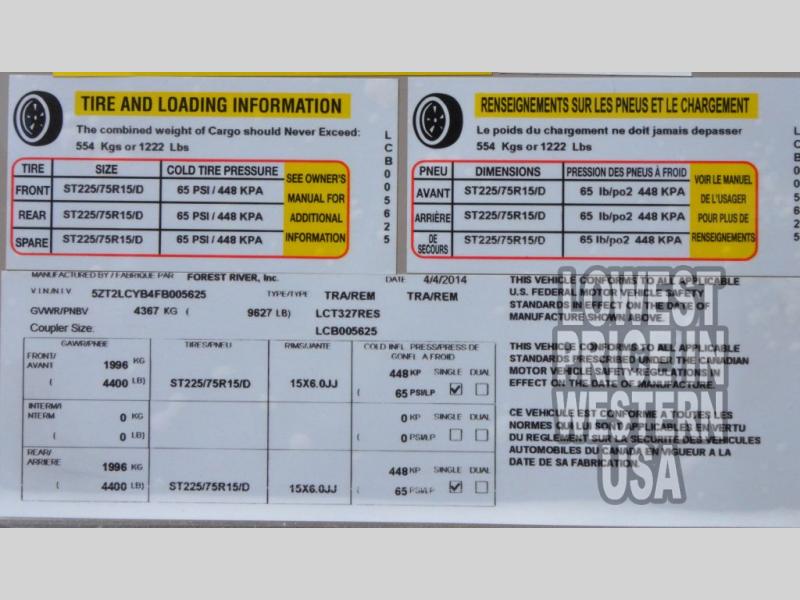 TIRE AND LOADING INFORMATION
The combined weight of Cargo should Never Exceed:
554 Kgs or 1222 Lbs
TIRE SIZE COLD TIRE PRESSURE
FRONT ST225/75R15/D 65 PSI / 448 KPA
REAR ST225/75R15/D 65 PSI / 448 KPA
SPARE ST225/75R15/D 65 PSI / 448 KPA
SEE OWNER'S
MANUAL FOR
ADDITIONAL
INFORMATION
LCB005625
RENSEIGNEMENTS SUR LES PNEUS ET LE CHARGEMENT
Le poids du chargement ne doit jamais depasser
554 Kgs or 1222 Lbs
PNEU DIMENSIONS PRESSION DES PNEUS À FROID
AVANT ST225/75R15/D 65 lb/po2 448 KPA
ARRIÈRE ST225/75R15/D 65 lb/po2 448 KPA
DE
SECOURS ST225/75R15/D 65 lb/po2 448 KPA
VOIR LE MANUEL
DE L'USAGER
POUR PLUS DE
RENSEIGNEMENTS
LCB005625
MANUFACTURED BY / FABRIQUE PAR FOREST RIVER, Inc. DATE 4/4/2014
V.I.N./N.I.V 5ZT2LCYB4FB005625 TYPE/TYPE TRA/REM TRA/REM
GVWR/PNBV 4367 KG ( 9627 LB) LCT327RES
Coupler Size: LCB005625
GAWR/PNBE TIRES/PNEU RIMS/JANTE COLD INFL PRESS/PRESS DE
GONFL A FROID
FRONT/
AVANT 1996 KG 448 KP SINGLE DUAL
( 4400 LB) ST225/75R15/D 15X6.0JJ ( 65 PSI/LP
INTERM/I
NTERM 0 KG 0 KP SINGLE DUAL
( 0 LB) ( 0 PSI/LP
REAR/
ARRIERE 1996 KG 448 KP SINGLE DUAL
( 4400 LB) ST225/75R15/D 15X6.0JJ ( 65 PSI/LP
THIS VEHICLE CONFORMS TO ALL APPLICABLE
U.S. FEDERAL MOTOR VEHICLE SAFETY
STANDARDS IN EFFECT ON THE DATE OF
MANUFACTURE SHOWN ABOVE.
THIS VEHICLE CONFORMS TO ALL APPLICABLE
STANDARDS PRESCRIBED UNDER THE CANADIAN
MOTOR VEHICLE SAFETY REGULATIONS IN
EFFECT ON THE DATE OF MANUFACTURE.
CE VEHICULE EST CONFORME A TOUTES LES
NORMES QUI LUI SONT APPLICABLES EN VERTU
DU REGLEMENT SUR LA SECURITE DES VEHICULES
AUTOMOBILES DU CANADA EN VIGUEUR A LA
DATE DE SA FABRICATION.
LOWEST
PRICE IN
WESTERN
USA